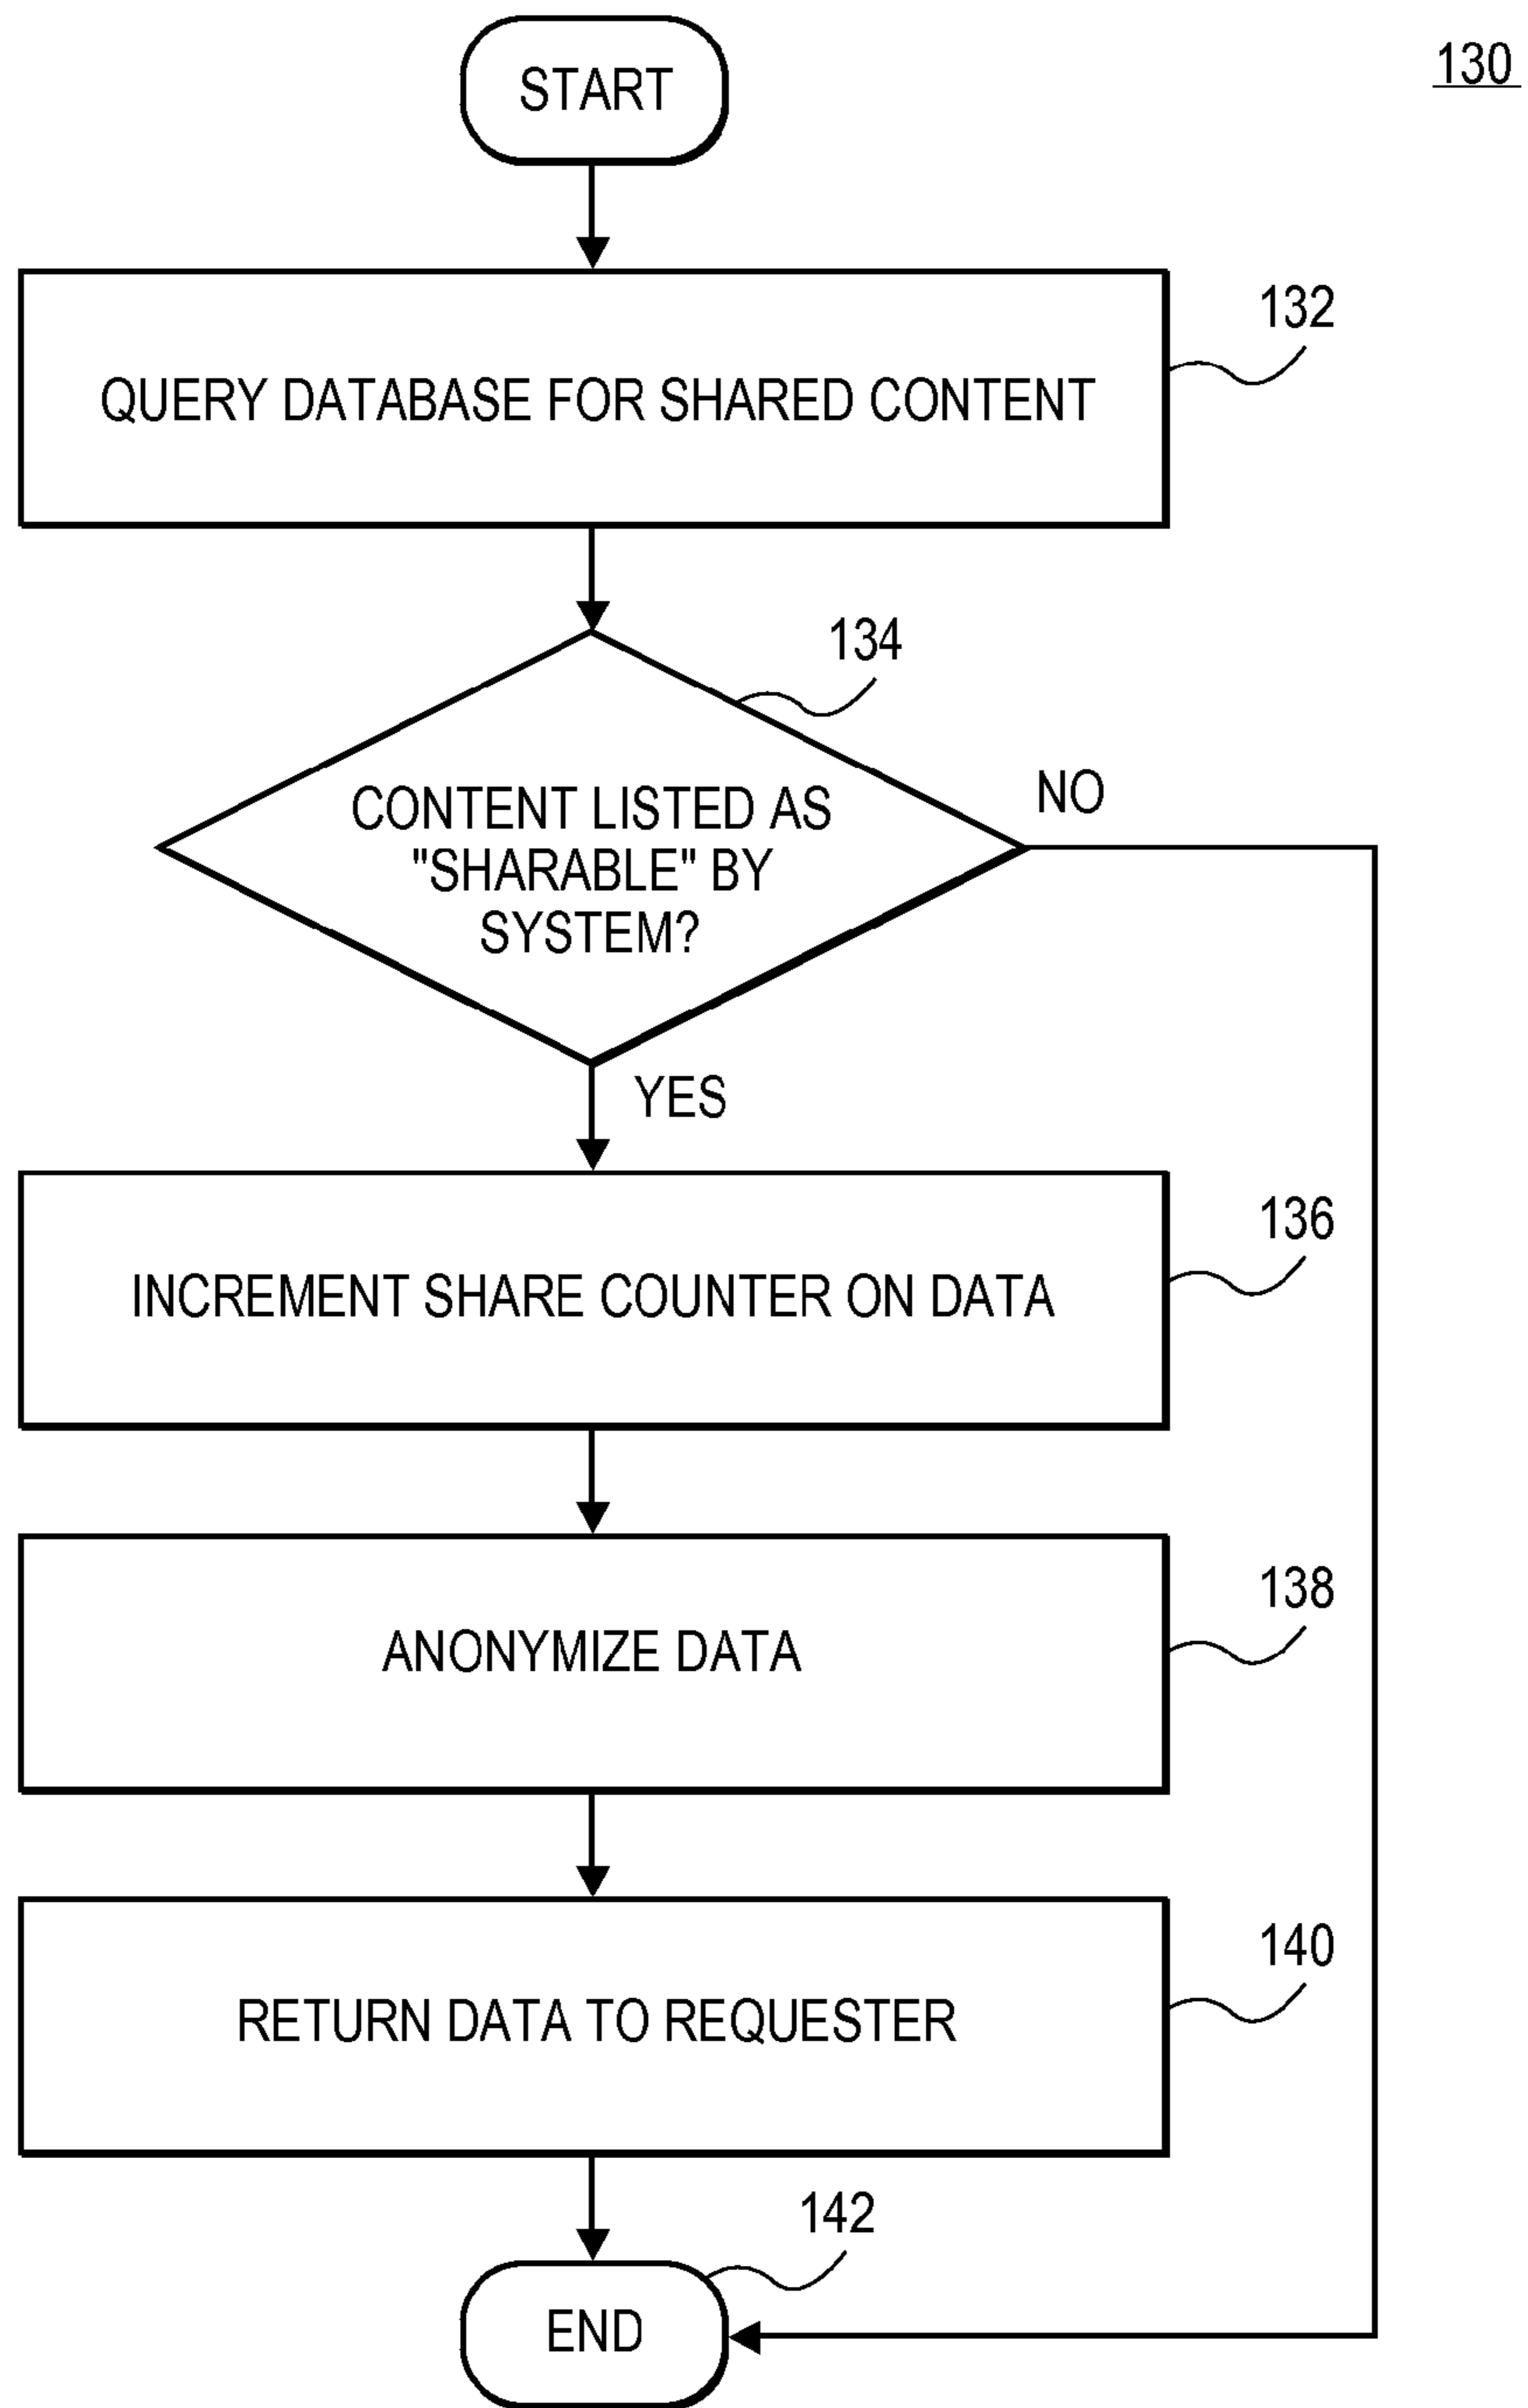 130
START
132
QUERY DATABASE FOR SHARED CONTENT
134
CONTENT LISTED AS
"SHARABLE" BY
SYSTEM?
NO
YES
136
INCREMENT SHARE COUNTER ON DATA
138
ANONYMIZE DATA
140
RETURN DATA TO REQUESTER
142
END